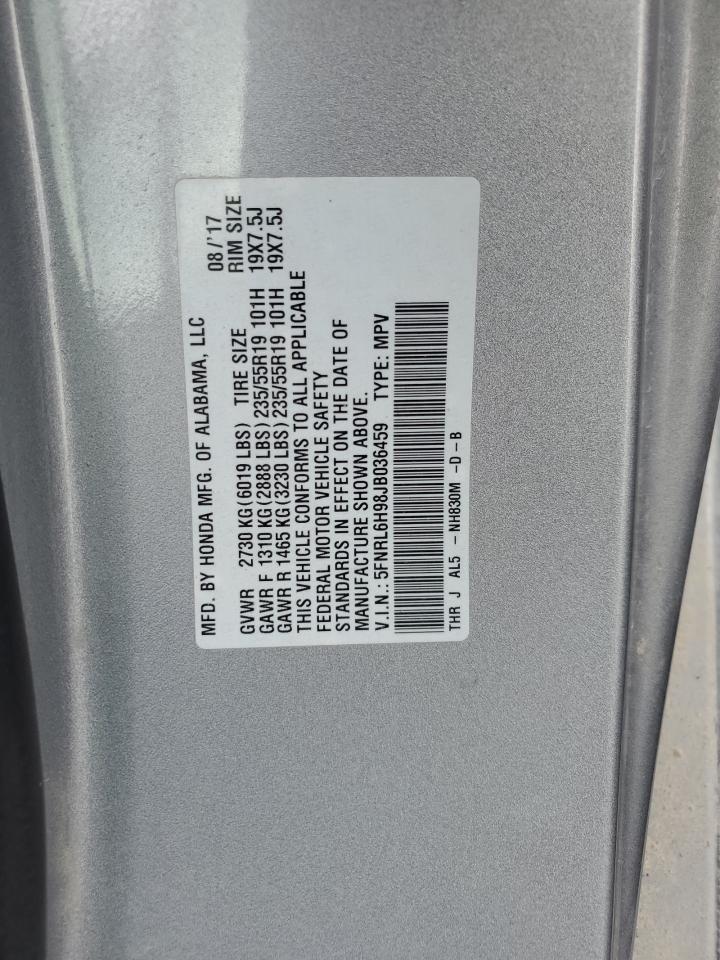 MFD. BY HONDA MFG. OF ALABAMA, LLC 08/'17
GVWR 2730 KG(6019 LBS) TIRE SIZE RIM SIZE
GAWR F 1310 KG(2888 LBS) 235/55R19 101H 19X7.5J
GAWR R 1465 KG(3230 LBS) 235/55R19 101H 19X7.5J
THIS VEHICLE CONFORMS TO ALL APPLICABLE
FEDERAL MOTOR VEHICLE SAFETY
STANDARDS IN EFFECT ON THE DATE OF
MANUFACTURE SHOWN ABOVE.
V.I.N.: 5FNRL6H98JB036459 TYPE: MPV
THR J AL5 - NH830M -D-B